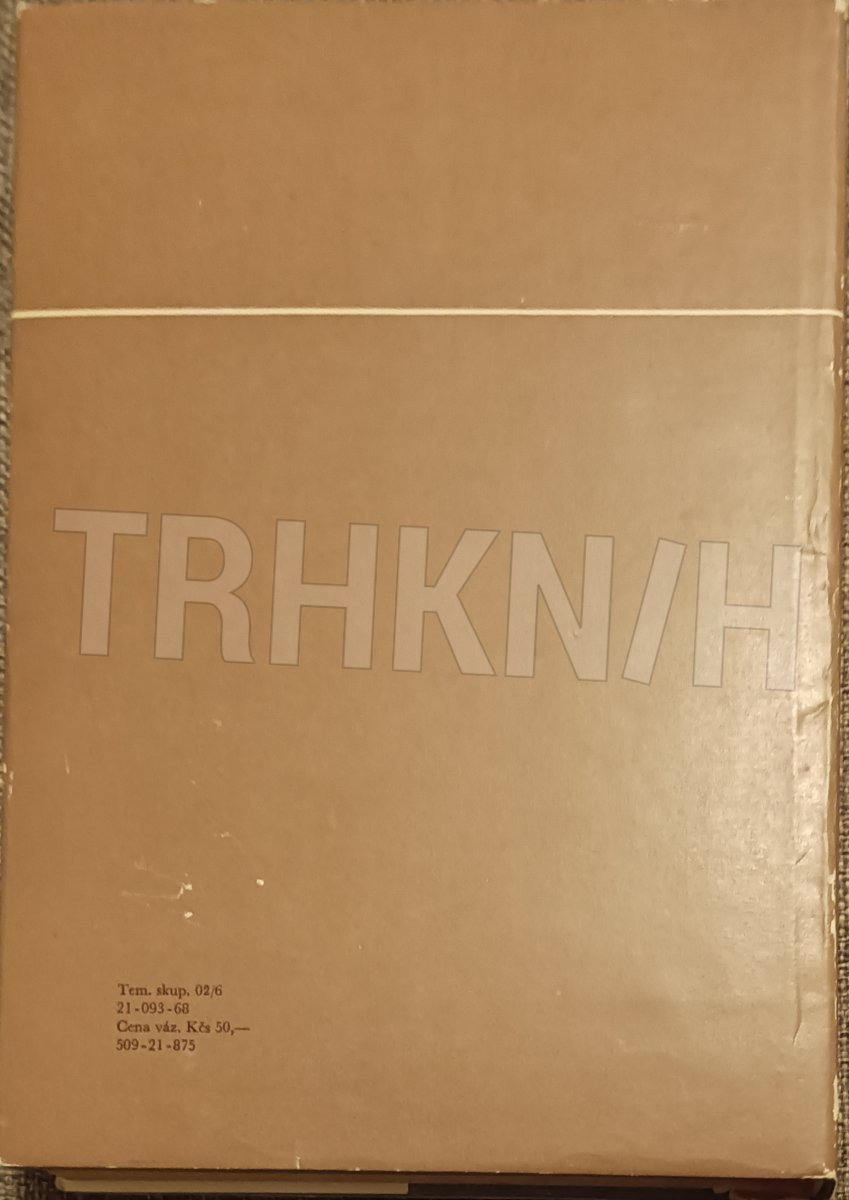 TRHKN/H
Tem. skup. 02/6
21-093-68
Cena váz. Kčs 50,—
509-21-875